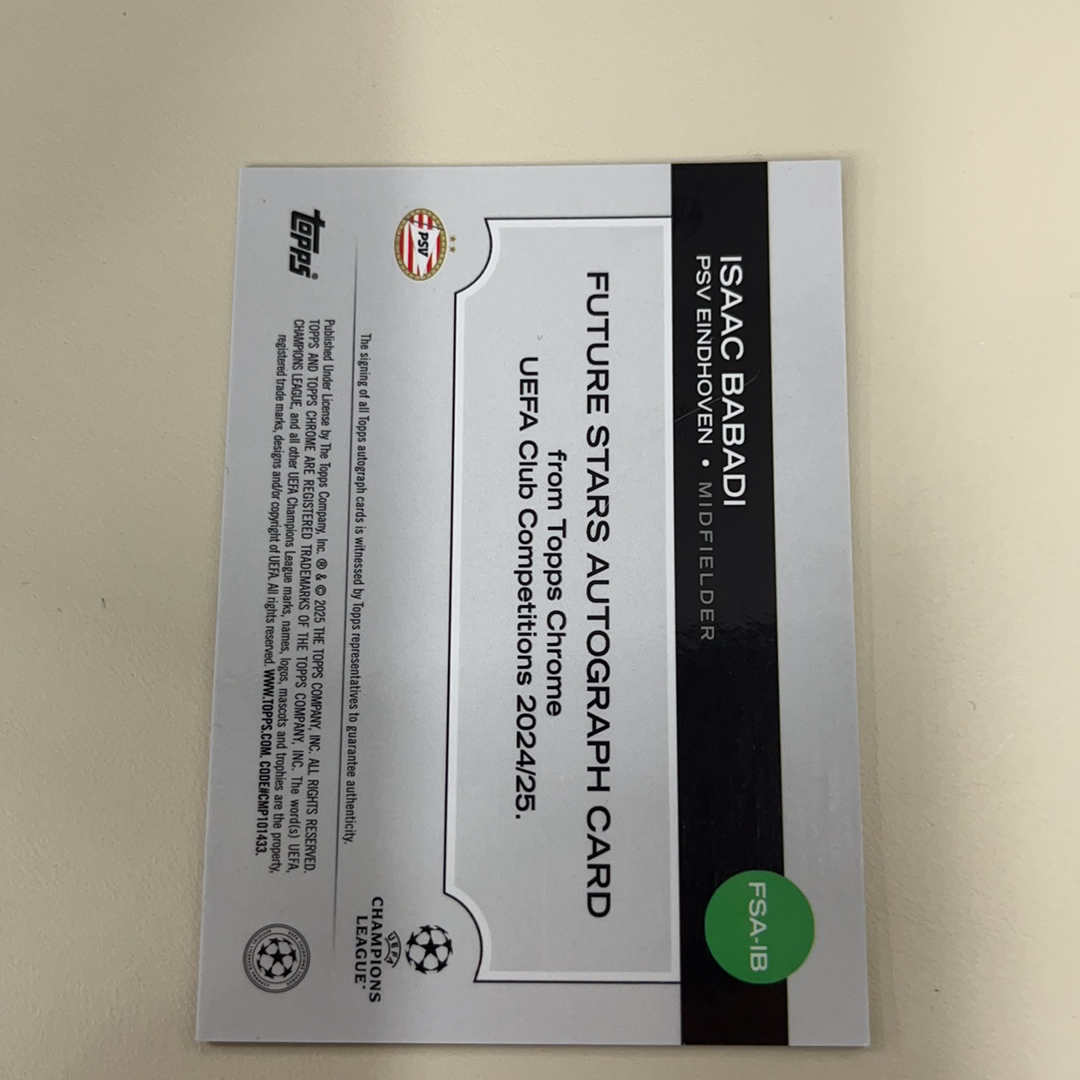 ISAAC BABADI
PSV EINDHOVEN • MIDFIELDER
FSA-IB
FUTURE STARS AUTOGRAPH CARD
from Topps Chrome
UEFA Club Competitions 2024/25.
PSV
The signing of all Topps autograph cards is witnessed by Topps representatives to guarantee authenticity.
UEFA
CHAMPIONS
LEAGUE®
topps®
Published Under License by The Topps Company, Inc. ® & © 2025 THE TOPPS COMPANY, INC. ALL RIGHTS RESERVED.
TOPPS AND TOPPS CHROME ARE REGISTERED TRADEMARKS OF THE TOPPS COMPANY, INC. The word(s) UEFA,
CHAMPIONS LEAGUE, and all other UEFA Champions League marks, names, logos, mascots and trophies are the property,
registered trade marks, designs and/or copyright of UEFA. All rights reserved. WWW.TOPPS.COM. CODE#CMP101433.